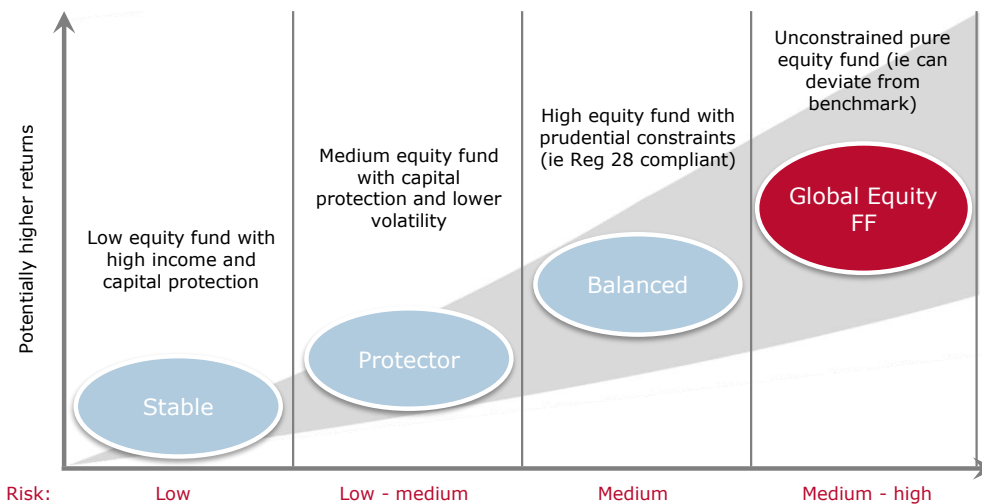 Potentially higher returns
Low equity fund with
high income and
capital protection
Stable
Medium equity fund
with capital
protection and lower
volatility
Protector
High equity fund with
prudential constraints
(ie Reg 28 compliant)
Balanced
Unconstrained pure
equity fund (ie can
deviate from
benchmark)
Global Equity
FF
Risk:
Low
Low - medium
Medium
Medium - high